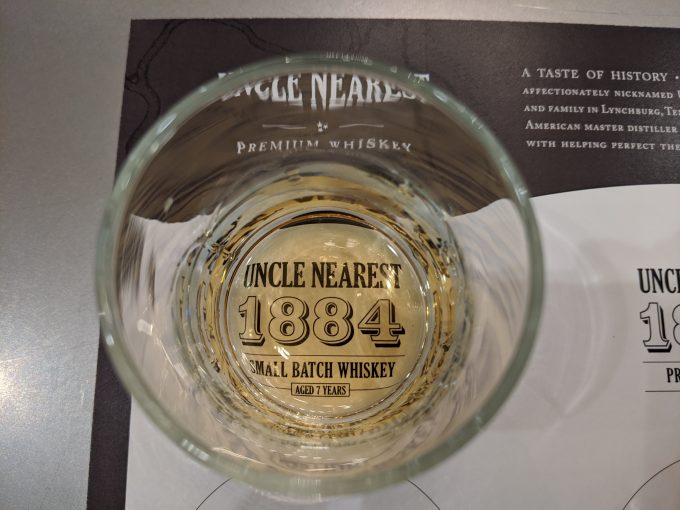 UNCLE NEAREST
PREMIUM WHISKEY
A TASTE OF HISTORY ·
AFFECTIONATELY NICKNAMED
AND FAMILY IN LYNCHBURG,
AMERICAN MASTER DISTILLER
WITH HELPING PERFECT THE
UNCLE NEAREST
1884
SMALL BATCH WHISKEY
AGED 7 YEARS